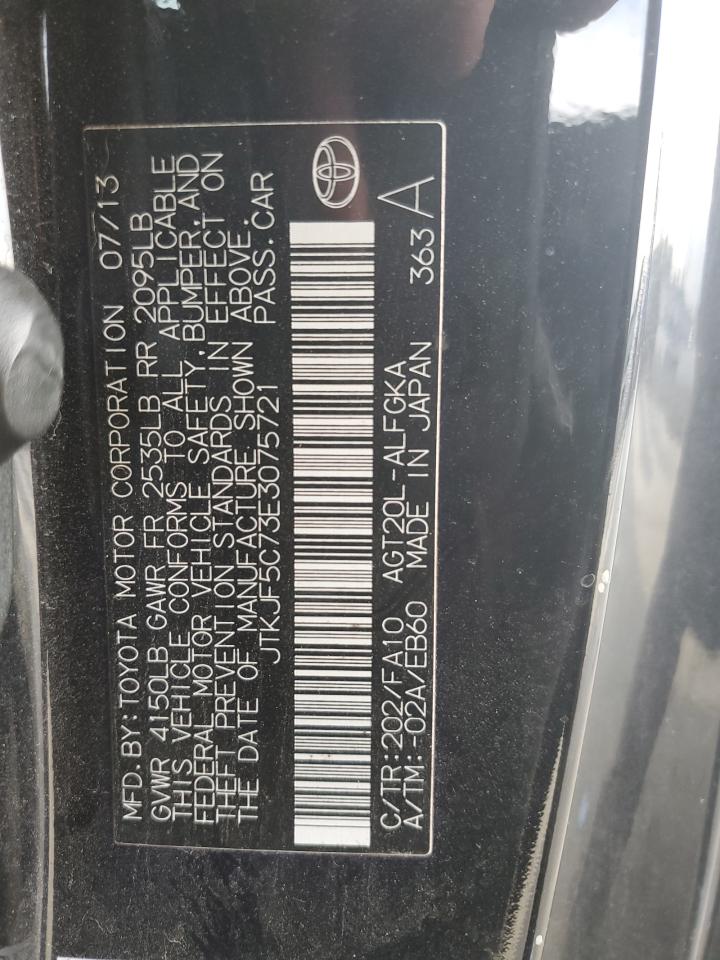 MFD. BY: TOYOTA MOTOR CORPORATION 07/13
GVWR 4150LB GAWR FR 2535LB RR 2095LB
THIS VEHICLE CONFORMS TO ALL APPLICABLE
FEDERAL MOTOR VEHICLE SAFETY, BUMPER, AND
THEFT PREVENTION STANDARDS IN EFFECT ON
THE DATE OF MANUFACTURE SHOWN ABOVE.
JTKJF5C73E3075721 PASS. CAR
C/TR: 202/FA10 AGT20L-ALFGKA
A/TM: -02A/EB60 MADE IN JAPAN 363 A